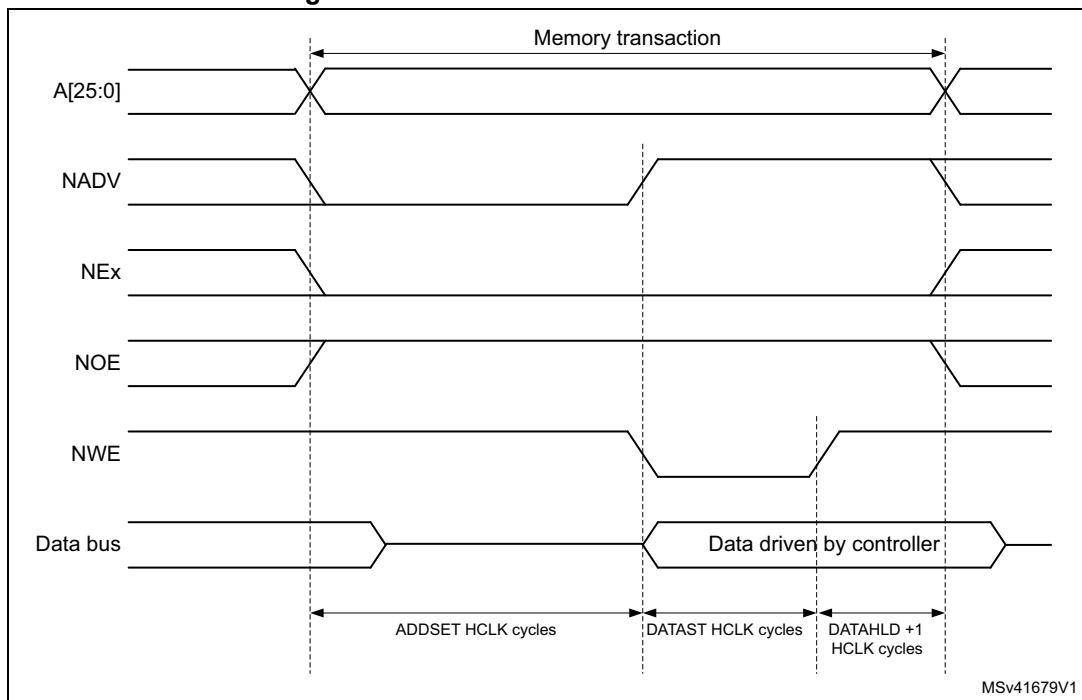 Memory transaction
A[25:0]
NADV
NEx
NOE
NWE
Data bus
Data driven by controller
ADDSET HCLK cycles
DATAST HCLK cycles
DATAHLD +1
HCLK cycles
MSv41679V1